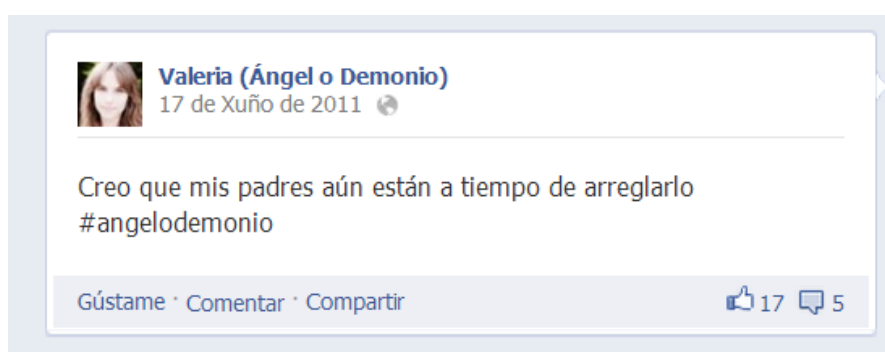 Valeria (Ángel o Demonio)
17 de Xuño de 2011
Creo que mis padres aún están a tiempo de arreglarlo
#angelodemonio
Gústame · Comentar · Compartir 17 5